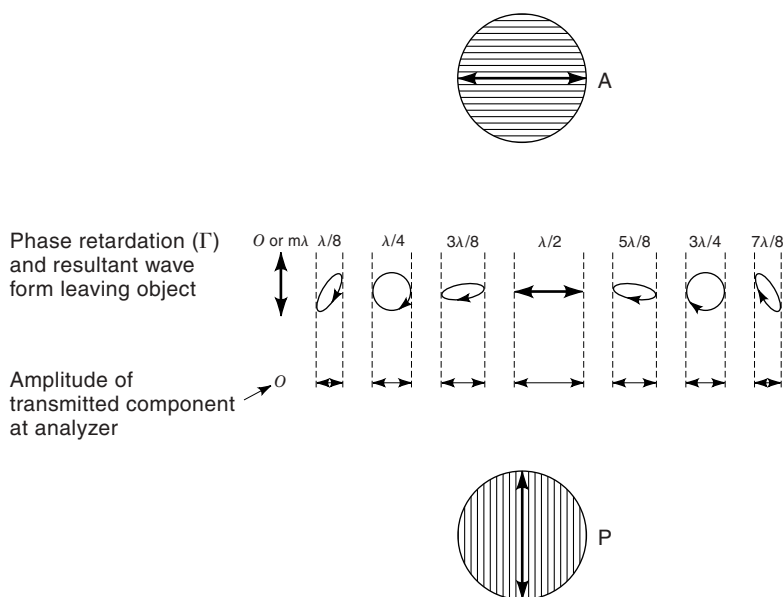 A
Phase retardation (Γ)
and resultant wave
form leaving object
O or mλ λ/8 λ/4 3λ/8 λ/2 5λ/8 3λ/4 7λ/8
Amplitude of
transmitted component
at analyzer
O
P